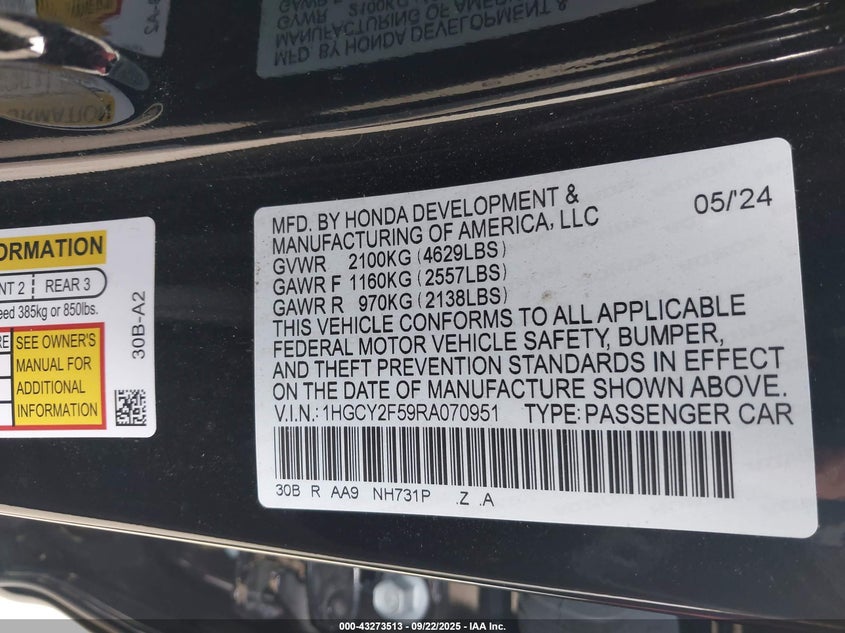 MFD. BY HONDA DEVELOPMENT &
MANUFACTURING OF AMERICA, LLC
05/'24
GVWR 2100KG (4629LBS)
GAWR F 1160KG (2557LBS)
GAWR R 970KG (2138LBS)
THIS VEHICLE CONFORMS TO ALL APPLICABLE
FEDERAL MOTOR VEHICLE SAFETY, BUMPER,
AND THEFT PREVENTION STANDARDS IN EFFECT
ON THE DATE OF MANUFACTURE SHOWN ABOVE.
V.I.N.:1HGCY2F59RA070951 TYPE:PASSENGER CAR
30B R AA9 NH731P .Z .A
REAR 3
385kg or 850lbs.
SEE OWNER'S
MANUAL FOR
ADDITIONAL
INFORMATION
30B-A2
000-43273513 - 09/22/2025 - IAA Inc.